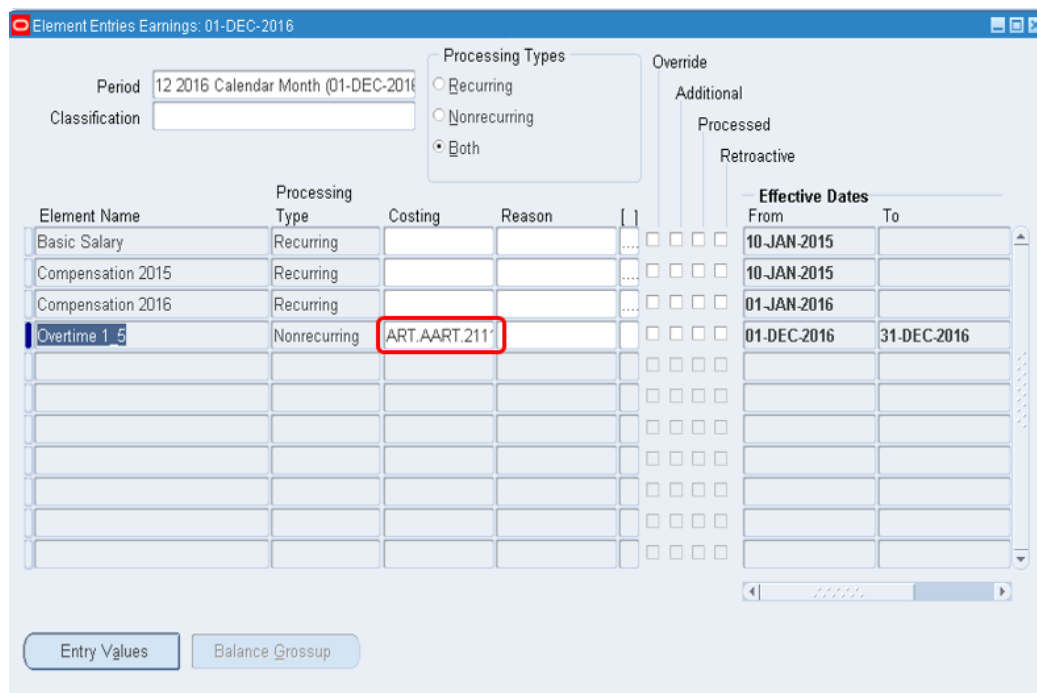 Element Entries Earnings: 01-DEC-2016
Processing Types
Override
Period 12 2016 Calendar Month (01-DEC-2016
Recurring
Additional
Classification
Nonrecurring
Processed
Both
Retroactive
Processing
Effective Dates
Element Name Type Costing Reason [ ] From To
Basic Salary Recurring .... 10-JAN-2015
Compensation 2015 Recurring .... 10-JAN-2015
Compensation 2016 Recurring .... 01-JAN-2016
Overtime 1_5 Nonrecurring ART.AART.2111 01-DEC-2016 31-DEC-2016
Entry Values Balance Grossup